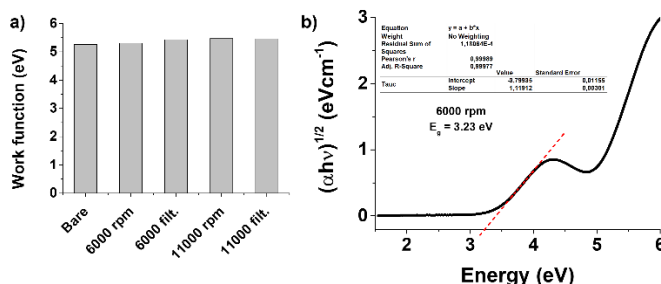 a)
Work function (eV)
6
5
4
3
2
1
0
Bare
6000 rpm
6000 filt.
11000 rpm
11000 filt.
b)
(αhν)1/2 (eVcm-1)
3
2
1
0
Equation y = a + b*x
Weight No Weighting
Residual Sum of Squares 1,18084E-4
Pearson's r 0,99989
Adj. R-Square 0,99977
Value Standard Error
Tauc Intercept -3,79935 0,01155
Slope 1,11912 0,00301
6000 rpm
Eg = 3.23 eV
2 3 4 5 6
Energy (eV)